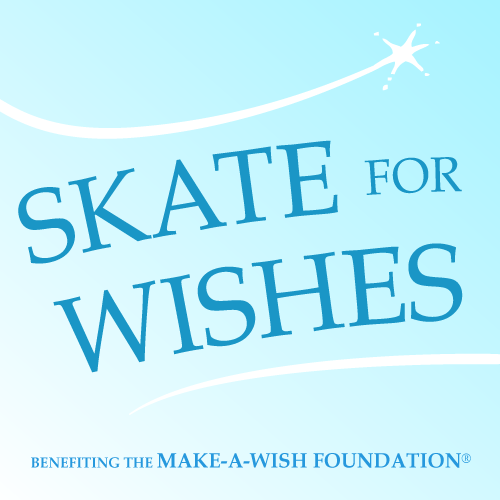 SKATE FOR
WISHES
BENEFITING THE MAKE-A-WISH FOUNDATION®